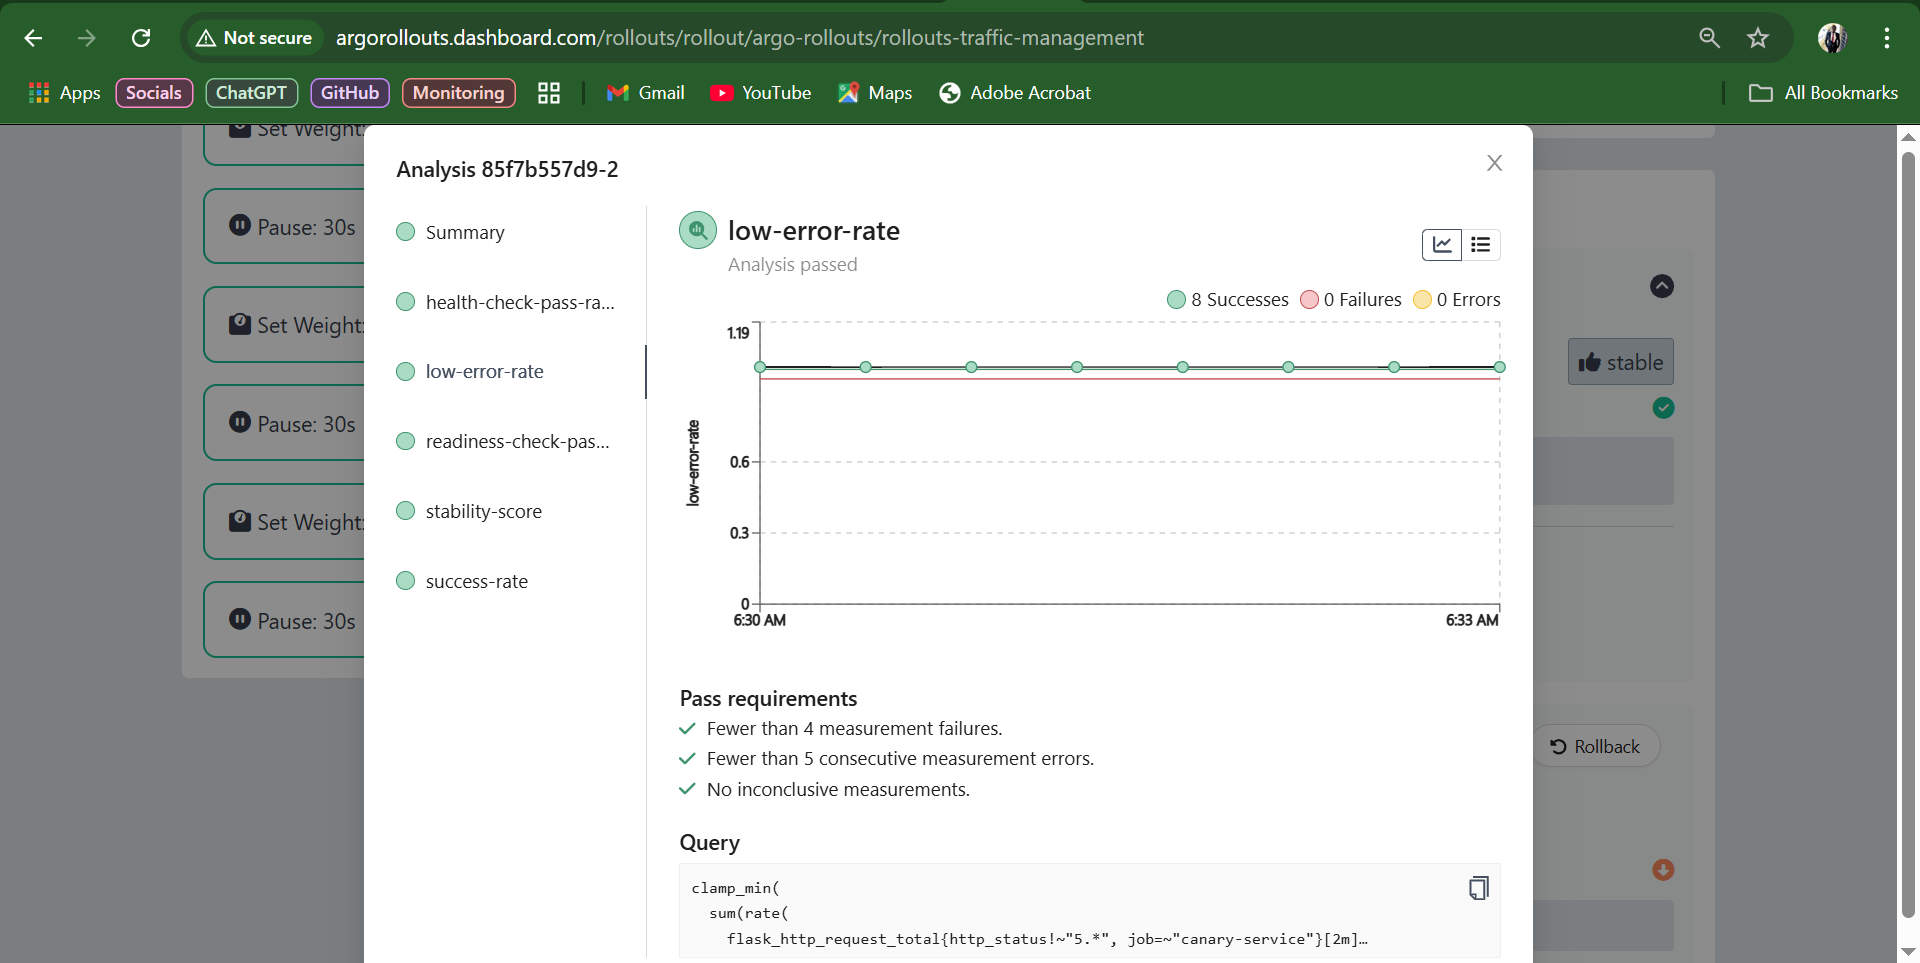 Not secure argorollouts.dashboard.com/rollouts/rollout/argo-rollouts/rollouts-traffic-management
Apps Socials ChatGPT GitHub Monitoring Gmail YouTube Maps Adobe Acrobat All Bookmarks
Set Weight:
Pause: 30s
Set Weight:
Pause: 30s
Set Weight:
Pause: 30s
Analysis 85f7b557d9-2
Summary
health-check-pass-ra...
low-error-rate
readiness-check-pas...
stability-score
success-rate
low-error-rate
Analysis passed
8 Successes 0 Failures 0 Errors
1.19
0.6
0.3
0
low-error-rate
6:30 AM 6:33 AM
Pass requirements
Fewer than 4 measurement failures.
Fewer than 5 consecutive measurement errors.
No inconclusive measurements.
Query
clamp_min(
sum(rate(
flask_http_request_total{http_status!~"5.*", job=~"canary-service"}[2m]…
stable
Rollback